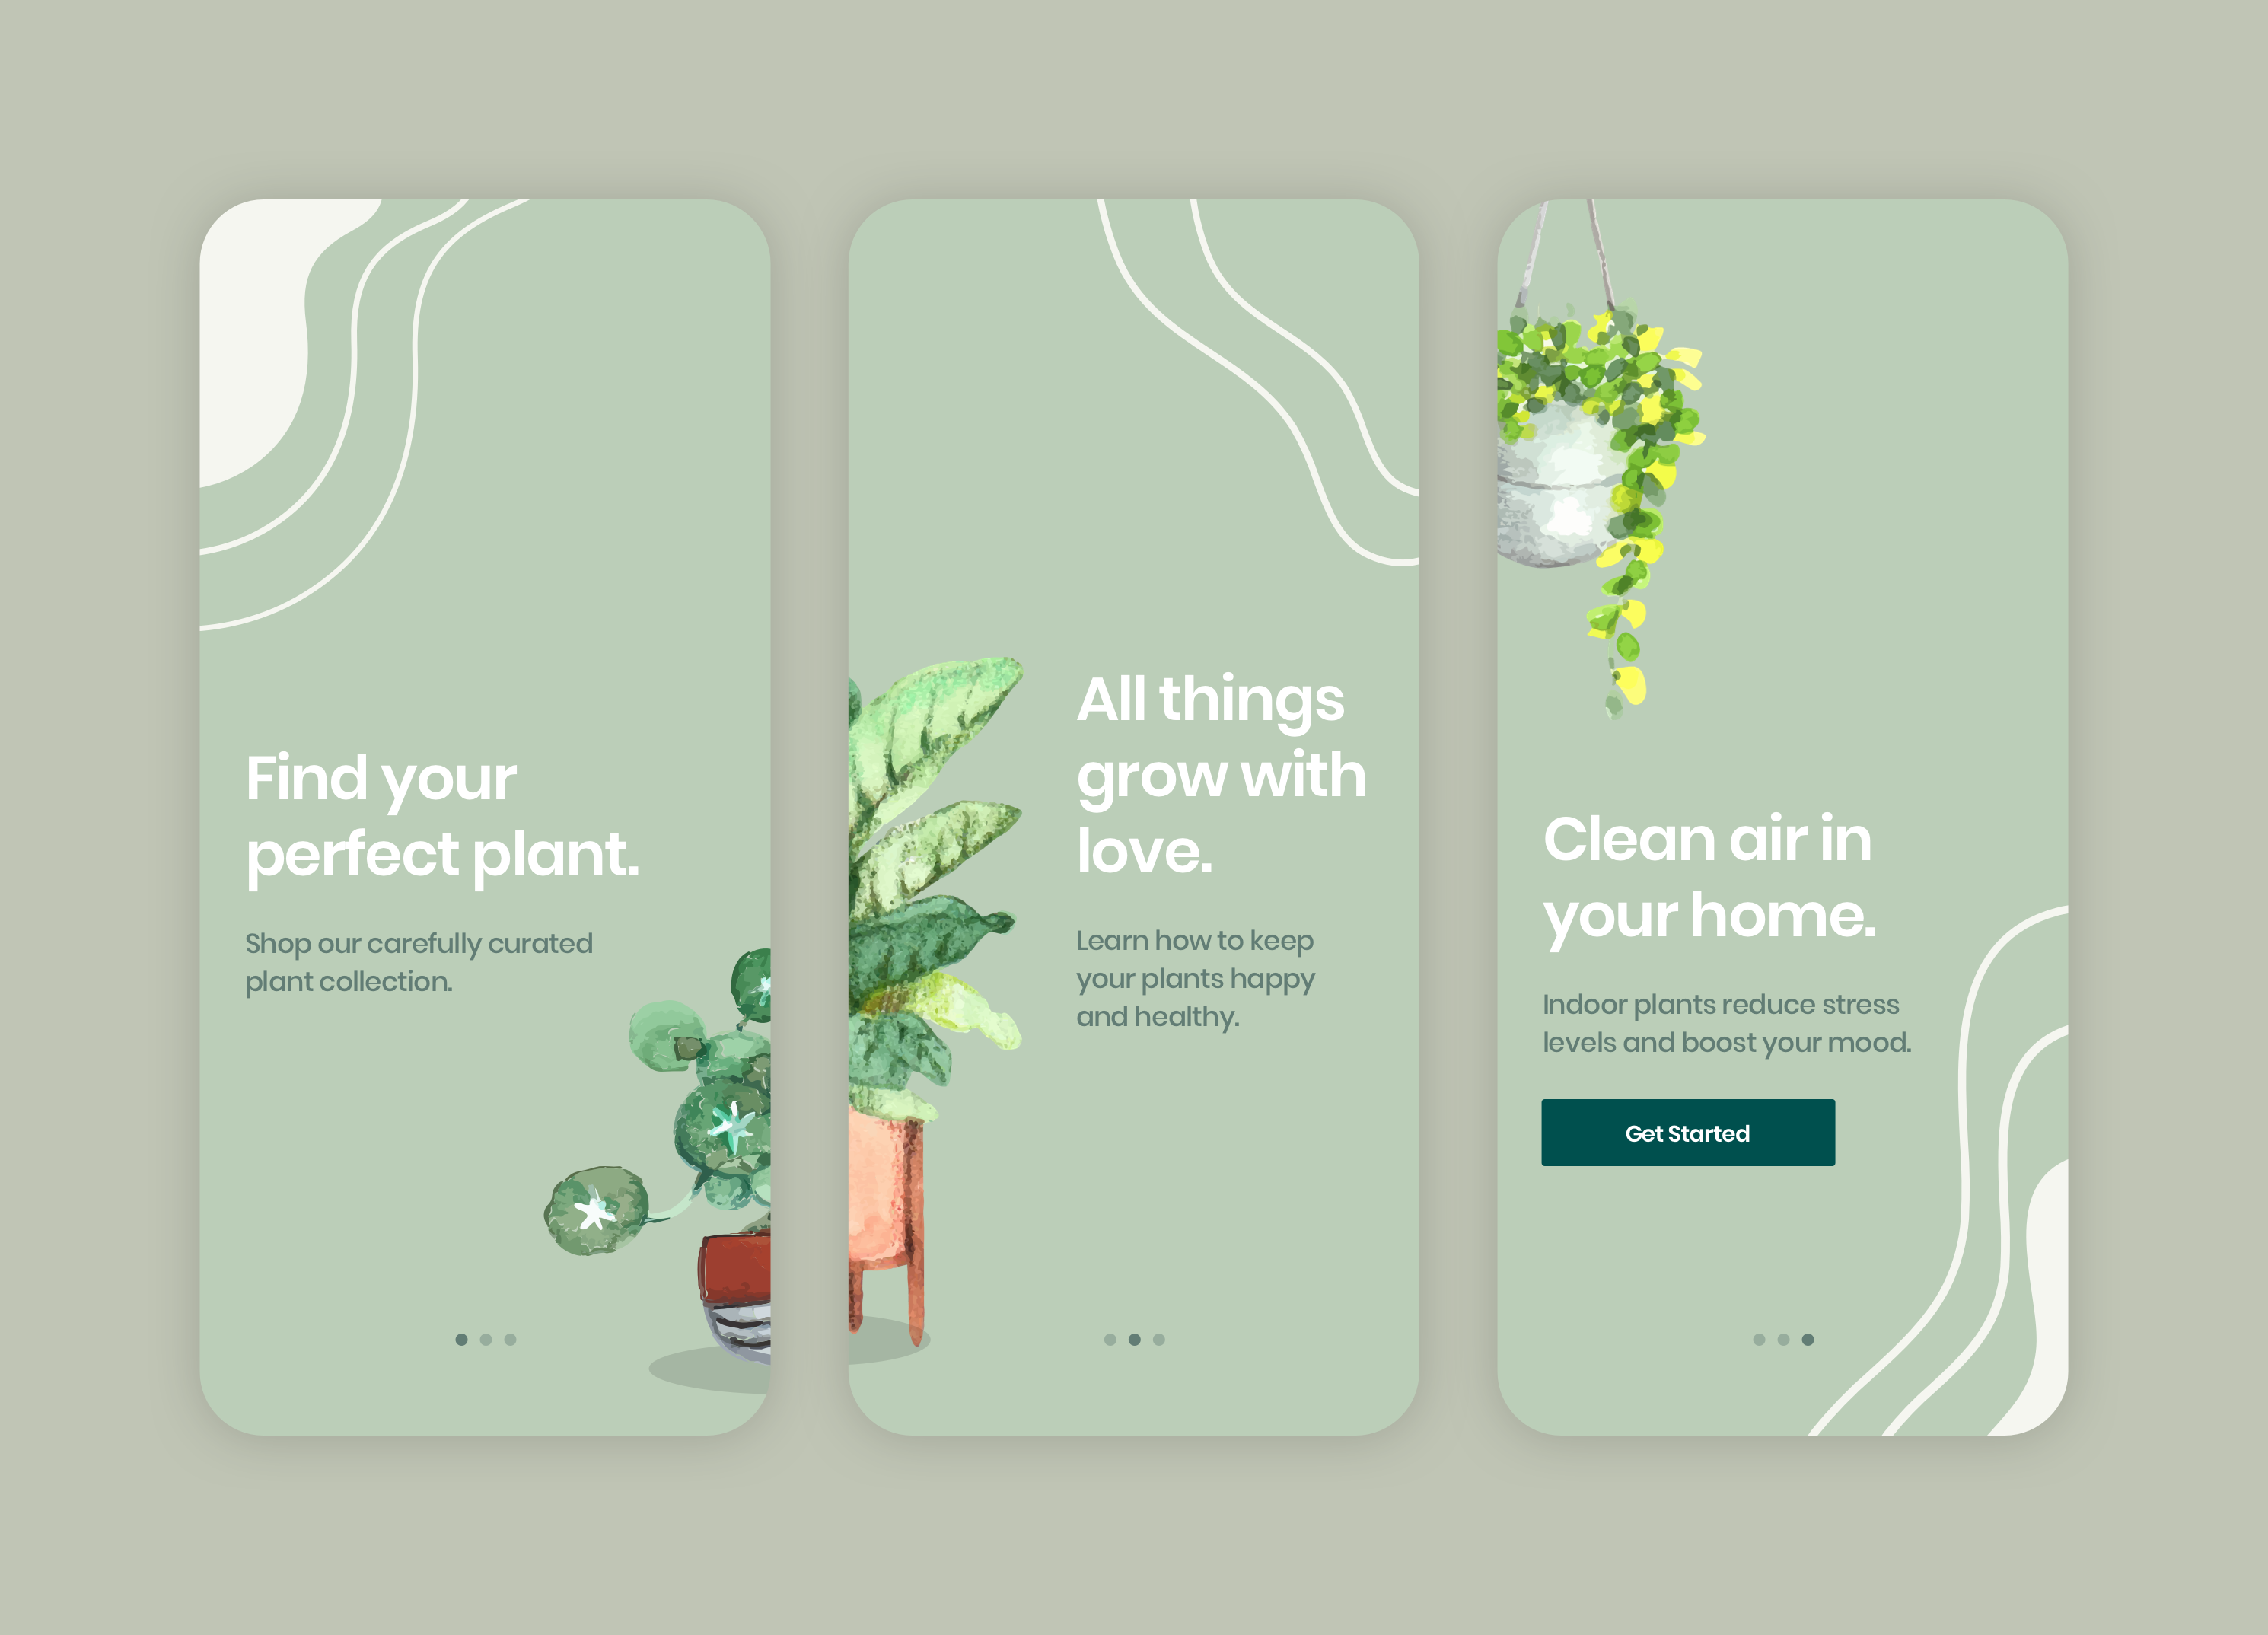 Find your
perfect plant.
Shop our carefully curated
plant collection.
All things
grow with
love.
Learn how to keep
your plants happy
and healthy.
Clean air in
your home.
Indoor plants reduce stress
levels and boost your mood.
Get Started